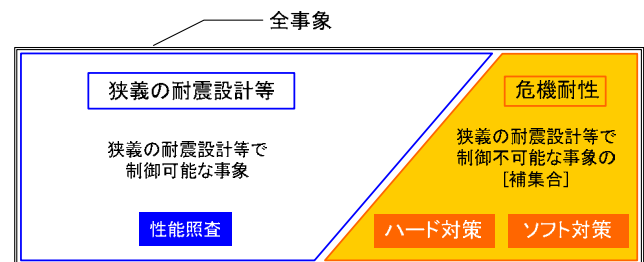 全事象
狭義の耐震設計等
狭義の耐震設計等で
制御可能な事象
性能照査
危機耐性
狭義の耐震設計等で
制御不可能な事象の
[補集合]
ハード対策
ソフト対策